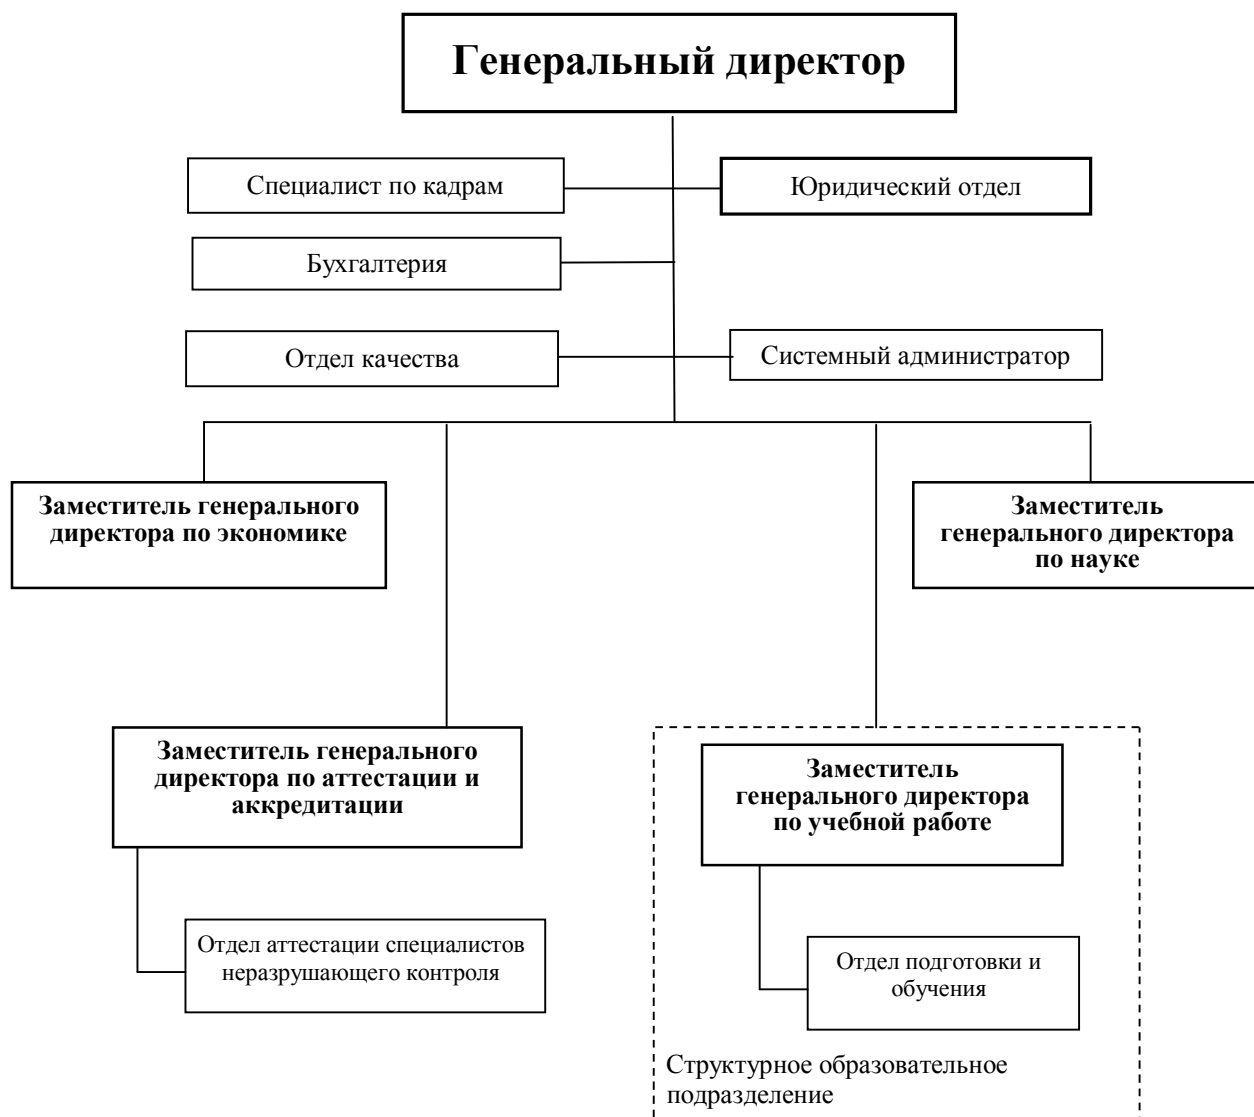 Генеральный директор
Специалист по кадрам
Юридический отдел
Бухгалтерия
Отдел качества
Системный администратор
Заместитель генерального
директора по экономике
Заместитель
генерального директора
по науке
Заместитель генерального
директора по аттестации и
аккредитации
Заместитель
генерального директора
по учебной работе
Отдел аттестации специалистов
неразрушающего контроля
Отдел подготовки и
обучения
Структурное образовательное
подразделение